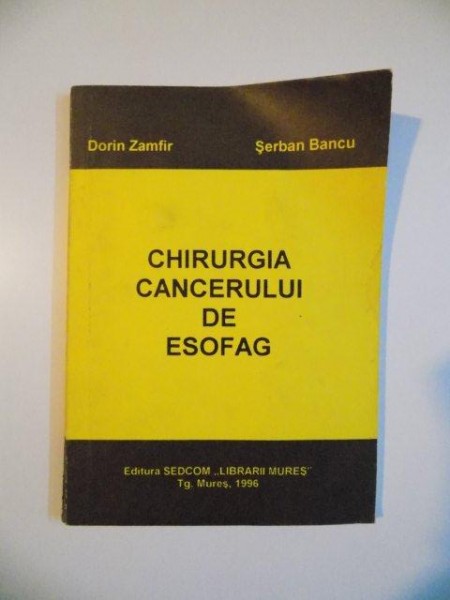 Dorin Zamfir Şerban Bancu
CHIRURGIA
CANCERULUI
DE
ESOFAG
Editura SEDCOM „LIBRARII MUREŞ"
Tg. Mureş, 1996